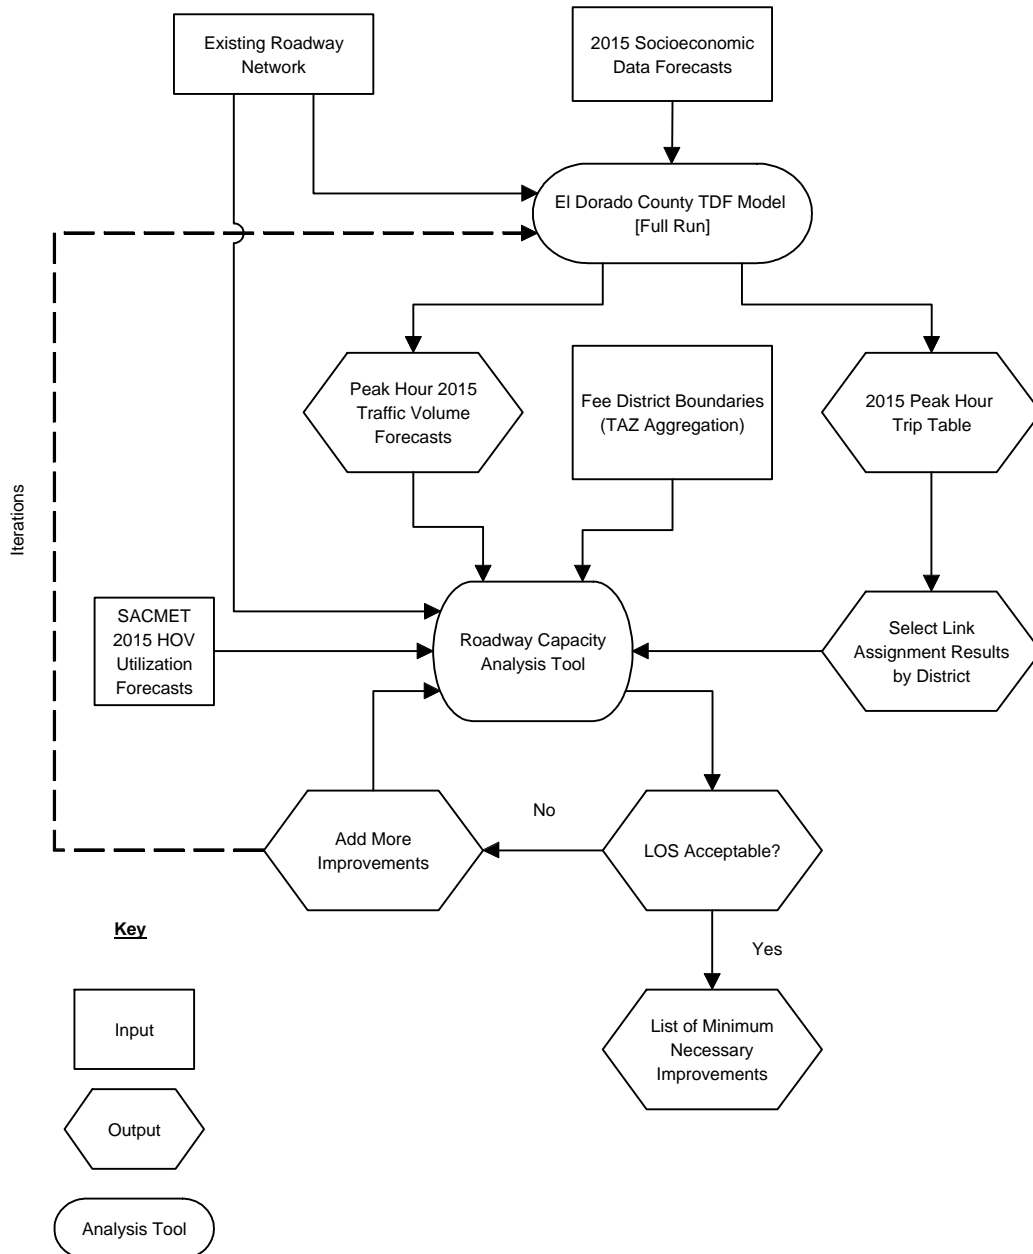 Existing Roadway
Network
2015 Socioeconomic
Data Forecasts
El Dorado County TDF Model
[Full Run]
Peak Hour 2015
Traffic Volume
Forecasts
Fee District Boundaries
(TAZ Aggregation)
2015 Peak Hour
Trip Table
Iterations
SACMET
2015 HOV
Utilization
Forecasts
Roadway Capacity
Analysis Tool
Select Link
Assignment Results
by District
Add More
Improvements
No
LOS Acceptable?
Yes
List of Minimum
Necessary
Improvements
Key
Input
Output
Analysis Tool